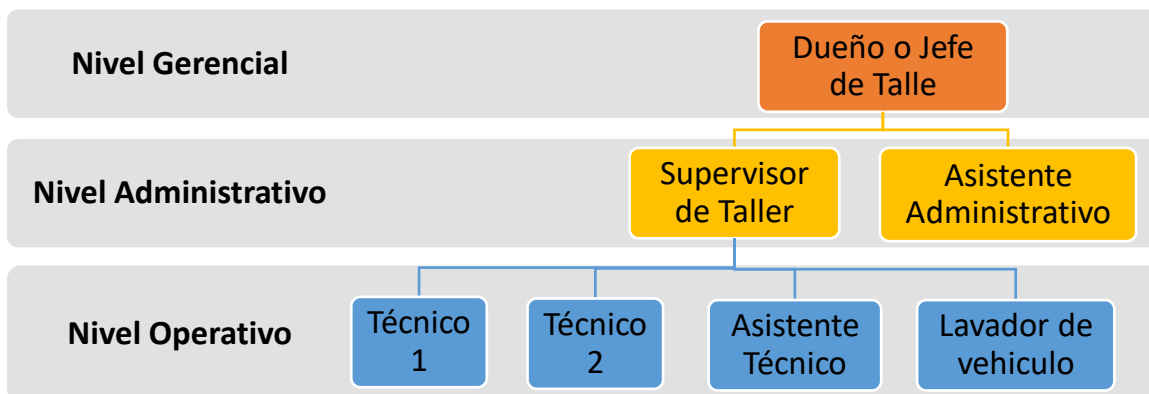 Nivel Gerencial
Dueño o Jefe
de Talle
Nivel Administrativo
Supervisor
de Taller
Asistente
Administrativo
Nivel Operativo
Técnico
1
Técnico
2
Asistente
Técnico
Lavador de
vehiculo